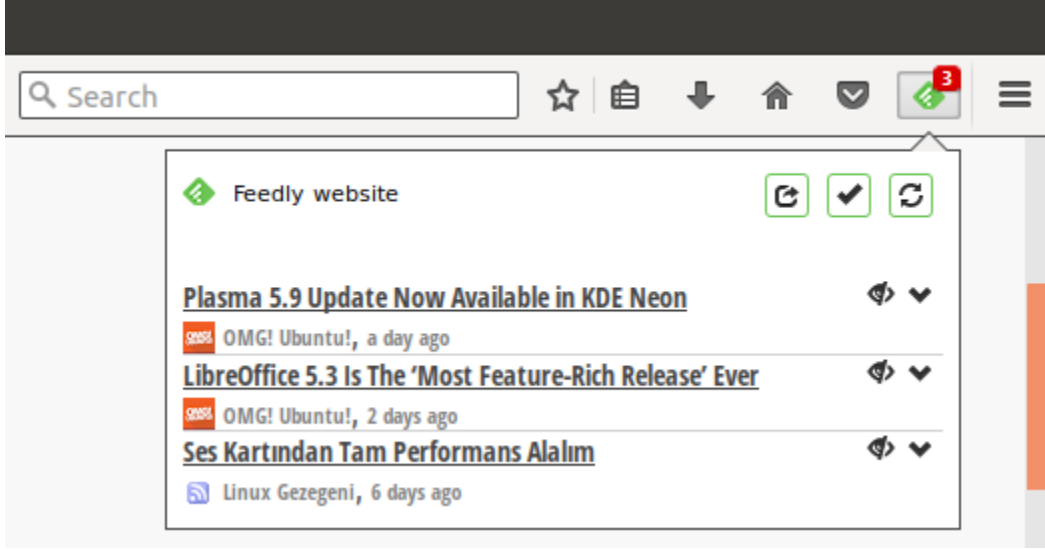 Search
3
Feedly website
Plasma 5.9 Update Now Available in KDE Neon
OMG! Ubuntu!, a day ago
LibreOffice 5.3 Is The ‘Most Feature-Rich Release’ Ever
OMG! Ubuntu!, 2 days ago
Ses Kartından Tam Performans Alalım
Linux Gezegeni, 6 days ago